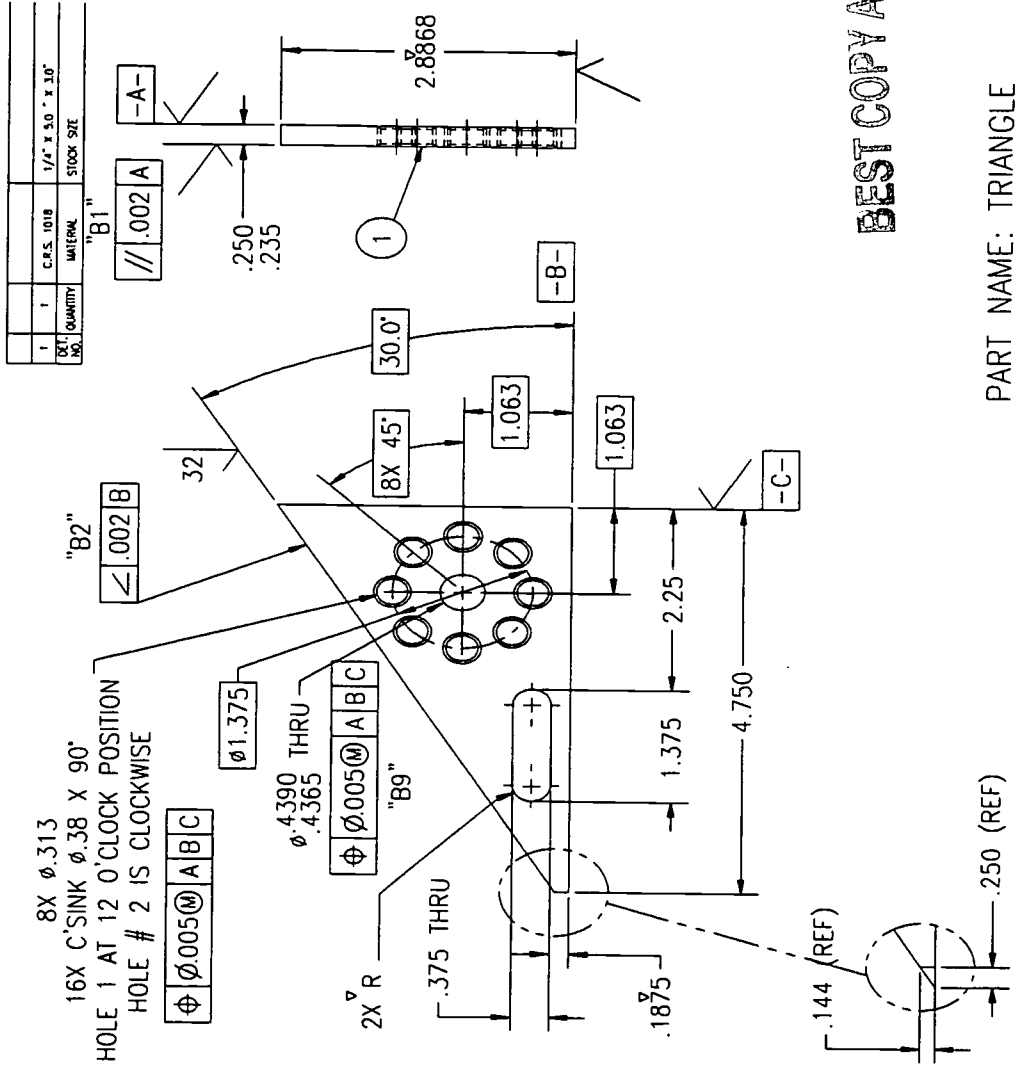 1 1 C.R.S. 1018 1/4" X 5.0" X 3.0"
DET. NO. QUANTITY MATERIAL STOCK SIZE
"B1"
// .002 A
-A-
.250
.235
2.8868
1
8X ø.313
16X C'SINK ø.38 X 90°
HOLE 1 AT 12 O'CLOCK POSITION
HOLE # 2 IS CLOCKWISE
⌖ Ø.005Ⓜ A B C
"B2"
∠ .002 B
32
ø1.375
ø.4390
.4365 THRU
⌖ Ø.005Ⓜ A B C
"B9"
30.0°
8X 45°
1.063
-B-
1.063
2X R
.375 THRU
2.25
1.375
4.750
-C-
.1875
.144 (REF)
.250 (REF)
BEST COPY A
PART NAME: TRIANGLE